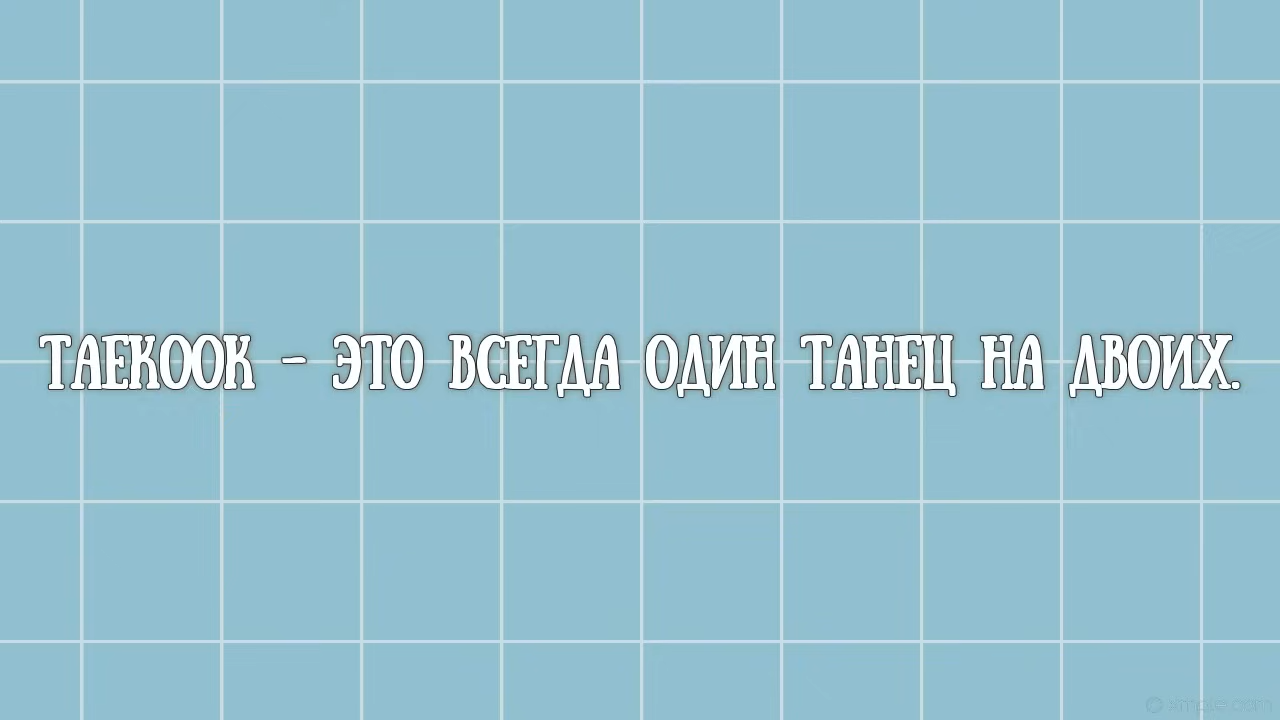 TAEKOOK - ЭТО ВСЕГДА ОДИН ТАНЕЦ НА ДВОИХ.